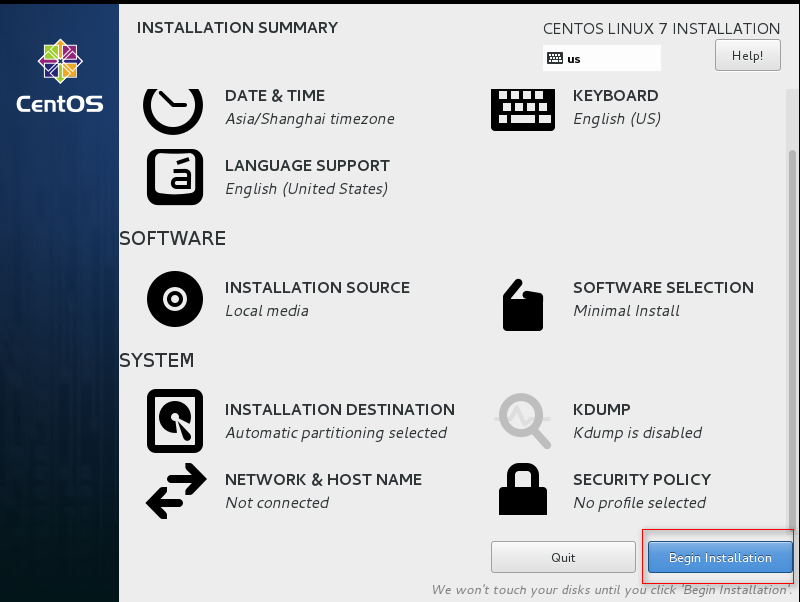 INSTALLATION SUMMARY
CENTOS LINUX 7 INSTALLATION
us
Help!
CentOS
DATE & TIME
Asia/Shanghai timezone
KEYBOARD
English (US)
LANGUAGE SUPPORT
English (United States)
SOFTWARE
INSTALLATION SOURCE
Local media
SOFTWARE SELECTION
Minimal Install
SYSTEM
INSTALLATION DESTINATION
Automatic partitioning selected
KDUMP
Kdump is disabled
NETWORK & HOST NAME
Not connected
SECURITY POLICY
No profile selected
Quit
Begin Installation
We won't touch your disks until you click 'Begin Installation'.